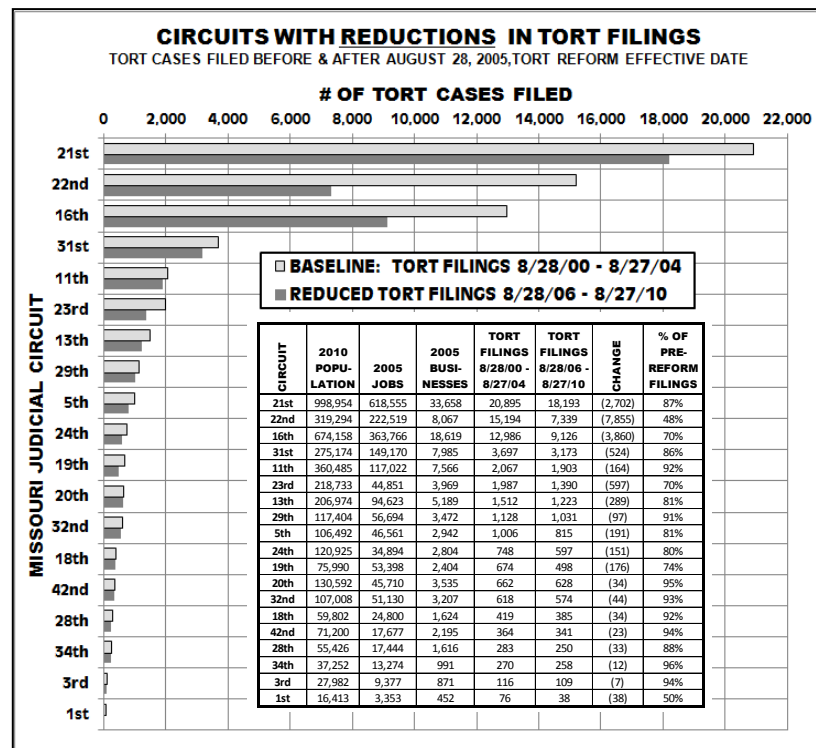 CIRCUITS WITH REDUCTIONS IN TORT FILINGS
TORT CASES FILED BEFORE & AFTER AUGUST 28, 2005,TORT REFORM EFFECTIVE DATE
# OF TORT CASES FILED
0 2,000 4,000 6,000 8,000 10,000 12,000 14,000 16,000 18,000 20,000 22,000
MISSOURI JUDICIAL CIRCUIT
21st
22nd
16th
31st
11th
23rd
13th
29th
5th
24th
19th
20th
32nd
18th
42nd
28th
34th
3rd
1st
BASELINE: TORT FILINGS 8/28/00 - 8/27/04
REDUCED TORT FILINGS 8/28/06 - 8/27/10
CIRCUIT 2010 POPU-LATION 2005 JOBS 2005 BUSI-NESSES TORT FILINGS 8/28/00 - 8/27/04 TORT FILINGS 8/28/06 - 8/27/10 CHANGE % OF PRE-REFORM FILINGS
21st 998,954 618,555 33,658 20,895 18,193 (2,702) 87%
22nd 319,294 222,519 8,067 15,194 7,339 (7,855) 48%
16th 674,158 363,766 18,619 12,986 9,126 (3,860) 70%
31st 275,174 149,170 7,985 3,697 3,173 (524) 86%
11th 360,485 117,022 7,566 2,067 1,903 (164) 92%
23rd 218,733 44,851 3,969 1,987 1,390 (597) 70%
13th 206,974 94,623 5,189 1,512 1,223 (289) 81%
29th 117,404 56,694 3,472 1,128 1,031 (97) 91%
5th 106,492 46,561 2,942 1,006 815 (191) 81%
24th 120,925 34,894 2,804 748 597 (151) 80%
19th 75,990 53,398 2,404 674 498 (176) 74%
20th 130,592 45,710 3,535 662 628 (34) 95%
32nd 107,008 51,130 3,207 618 574 (44) 93%
18th 59,802 24,800 1,624 419 385 (34) 92%
42nd 71,200 17,677 2,195 364 341 (23) 94%
28th 55,426 17,444 1,616 283 250 (33) 88%
34th 37,252 13,274 991 270 258 (12) 96%
3rd 27,982 9,377 871 116 109 (7) 94%
1st 16,413 3,353 452 76 38 (38) 50%